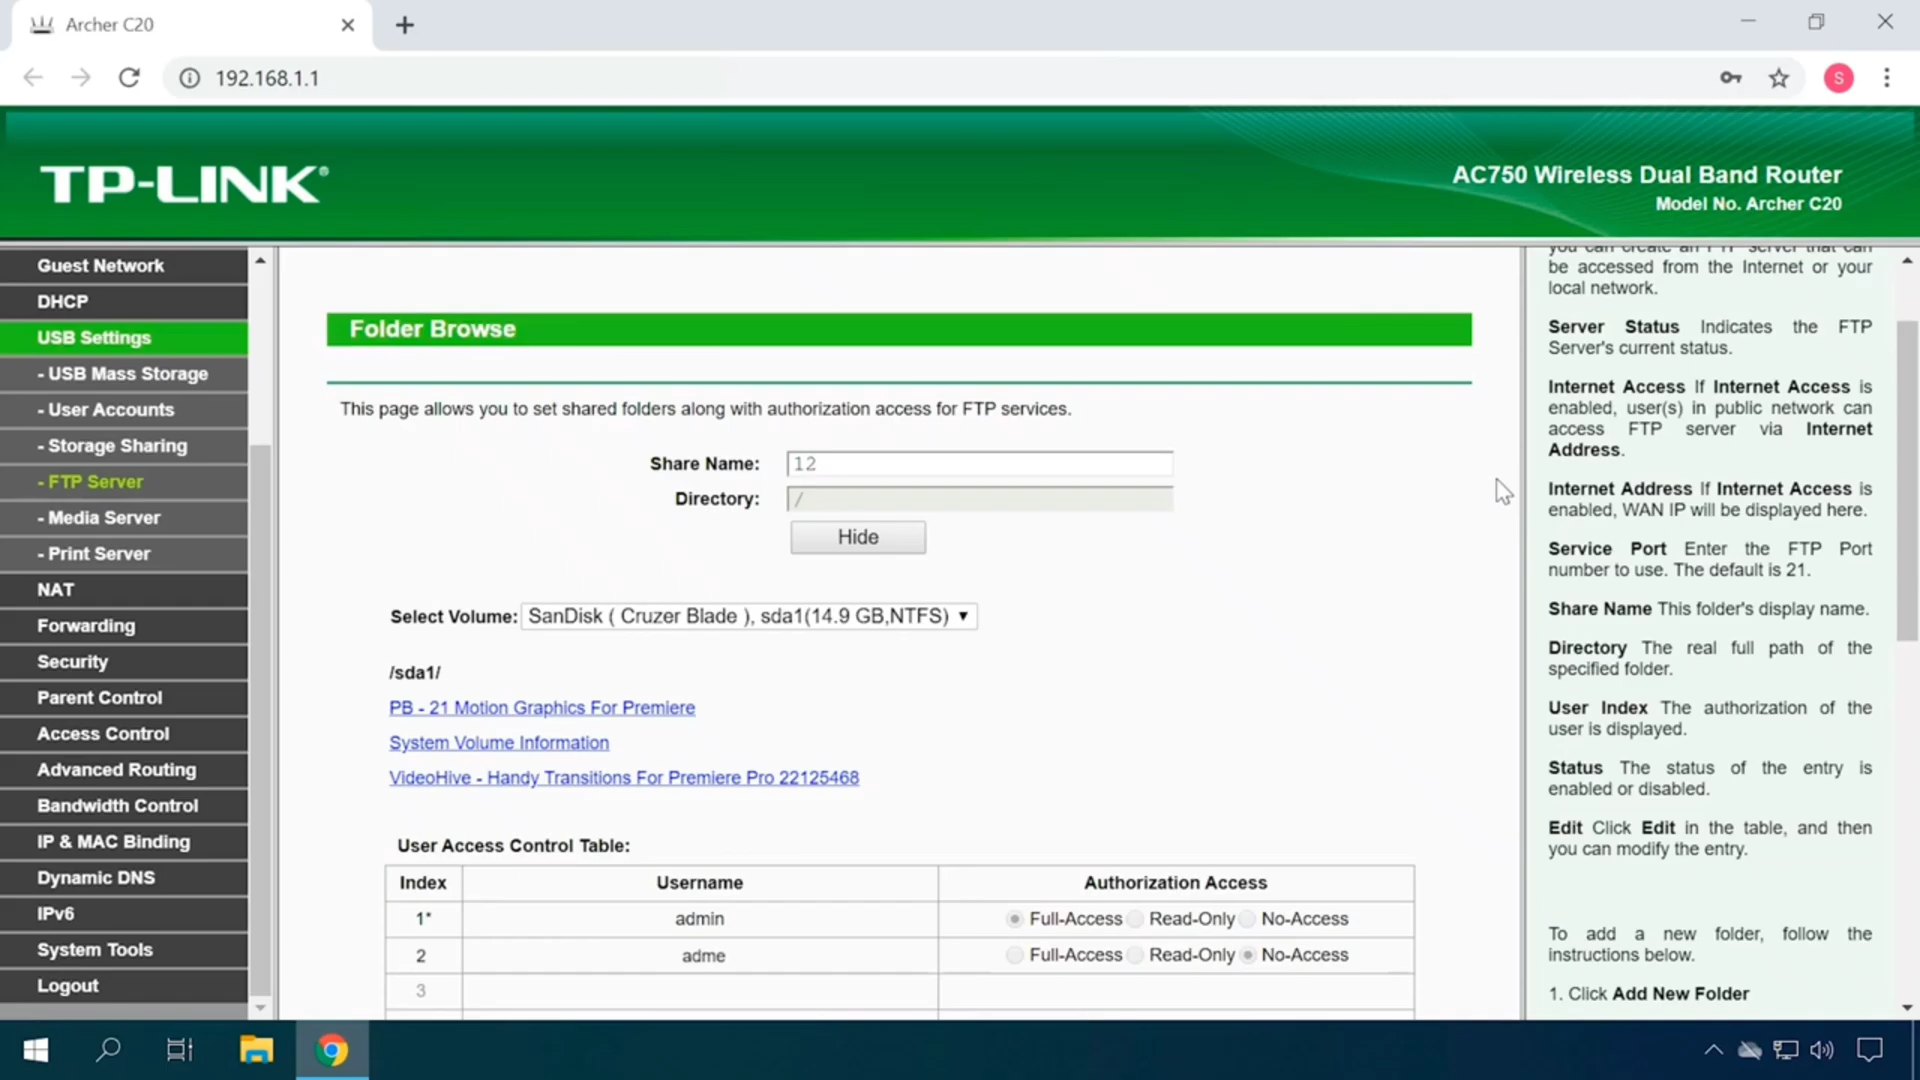 Archer C20
192.168.1.1
S
TP-LINK®
AC750 Wireless Dual Band Router
Model No. Archer C20
Guest Network
DHCP
USB Settings
- USB Mass Storage
- User Accounts
- Storage Sharing
- FTP Server
- Media Server
- Print Server
NAT
Forwarding
Security
Parent Control
Access Control
Advanced Routing
Bandwidth Control
IP & MAC Binding
Dynamic DNS
IPv6
System Tools
Logout
Folder Browse
This page allows you to set shared folders along with authorization access for FTP services.
Share Name: 12
Directory: /
Hide
Select Volume: SanDisk ( Cruzer Blade ), sda1(14.9 GB,NTFS)
/sda1/
PB - 21 Motion Graphics For Premiere
System Volume Information
VideoHive - Handy Transitions For Premiere Pro 22125468
User Access Control Table:
Index Username Authorization Access
1* admin Full-Access Read-Only No-Access
2 adme Full-Access Read-Only No-Access
3
you can create an FTP server that can
be accessed from the Internet or your
local network.
Server Status Indicates the FTP
Server's current status.
Internet Access If Internet Access is
enabled, user(s) in public network can
access FTP server via Internet
Address.
Internet Address If Internet Access is
enabled, WAN IP will be displayed here.
Service Port Enter the FTP Port
number to use. The default is 21.
Share Name This folder's display name.
Directory The real full path of the
specified folder.
User Index The authorization of the
user is displayed.
Status The status of the entry is
enabled or disabled.
Edit Click Edit in the table, and then
you can modify the entry.
To add a new folder, follow the
instructions below.
1. Click Add New Folder